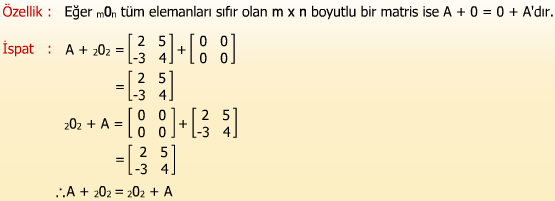 Özellik : Eğer ₘ0ₙ tüm elemanları sıfır olan m x n boyutlu bir matris ise A + 0 = 0 + A'dır.
İspat : A + ₂0₂ = [2 5; -3 4] + [0 0; 0 0]
= [2 5; -3 4]
₂0₂ + A = [0 0; 0 0] + [2 5; -3 4]
= [2 5; -3 4]
∴A + ₂0₂ = ₂0₂ + A